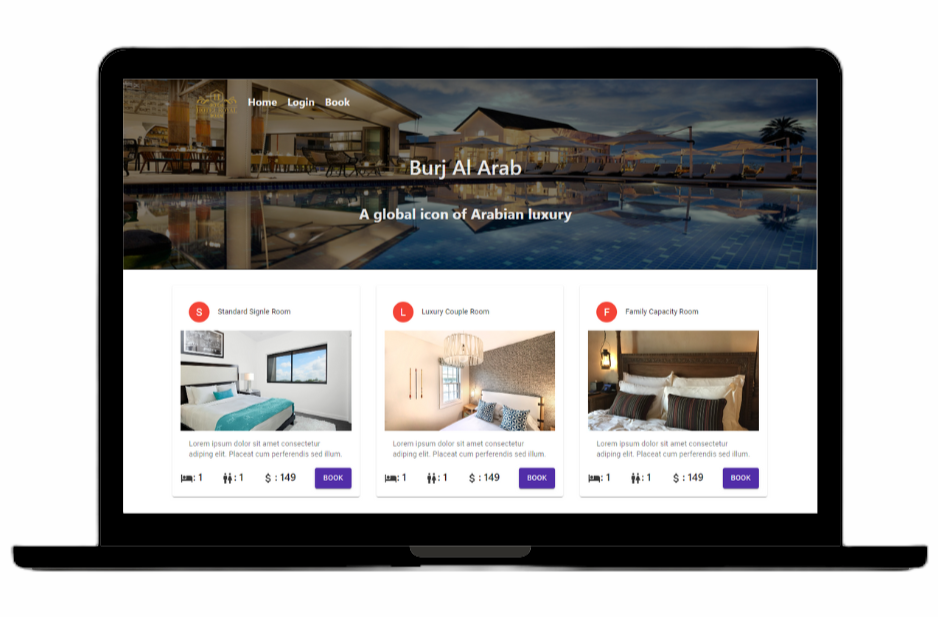 Home Login Book
Burj Al Arab
A global icon of Arabian luxury
S Standard Signle Room
Lorem ipsum dolor sit amet consectetur
adiping elit. Placeat cum perferendis sed illum.
: 1 : 1 $ : 149 BOOK
L Luxury Couple Room
Lorem ipsum dolor sit amet consectetur
adiping elit. Placeat cum perferendis sed illum.
: 1 : 1 $ : 149 BOOK
F Family Capacity Room
Lorem ipsum dolor sit amet consectetur
adiping elit. Placeat cum perferendis sed illum.
: 1 : 1 $ : 149 BOOK